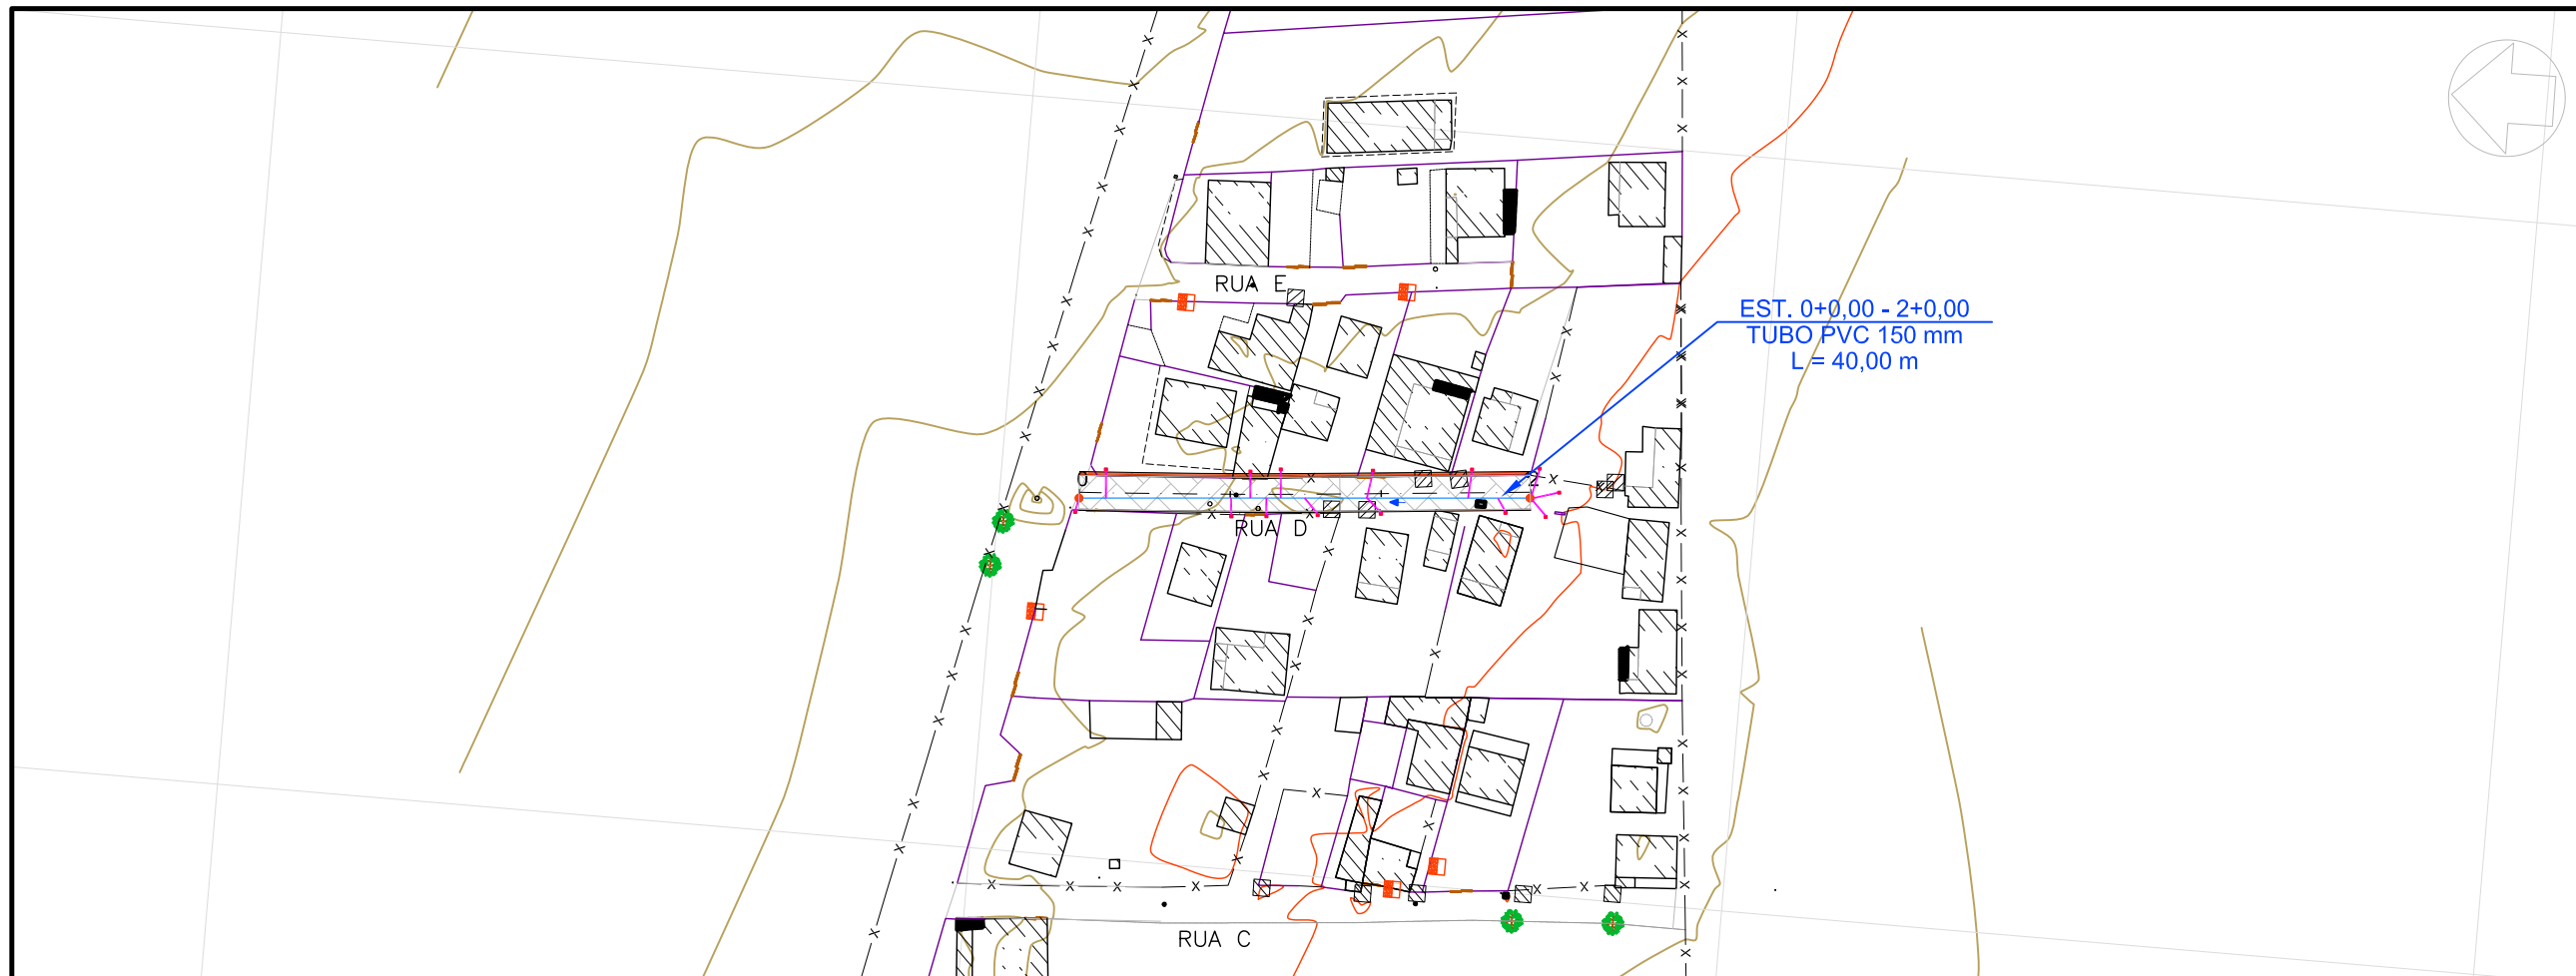 RUA E
EST. 0+0,00 - 2+0,00
TUBO PVC 150 mm
L = 40,00 m
0
2
RUA D
RUA C